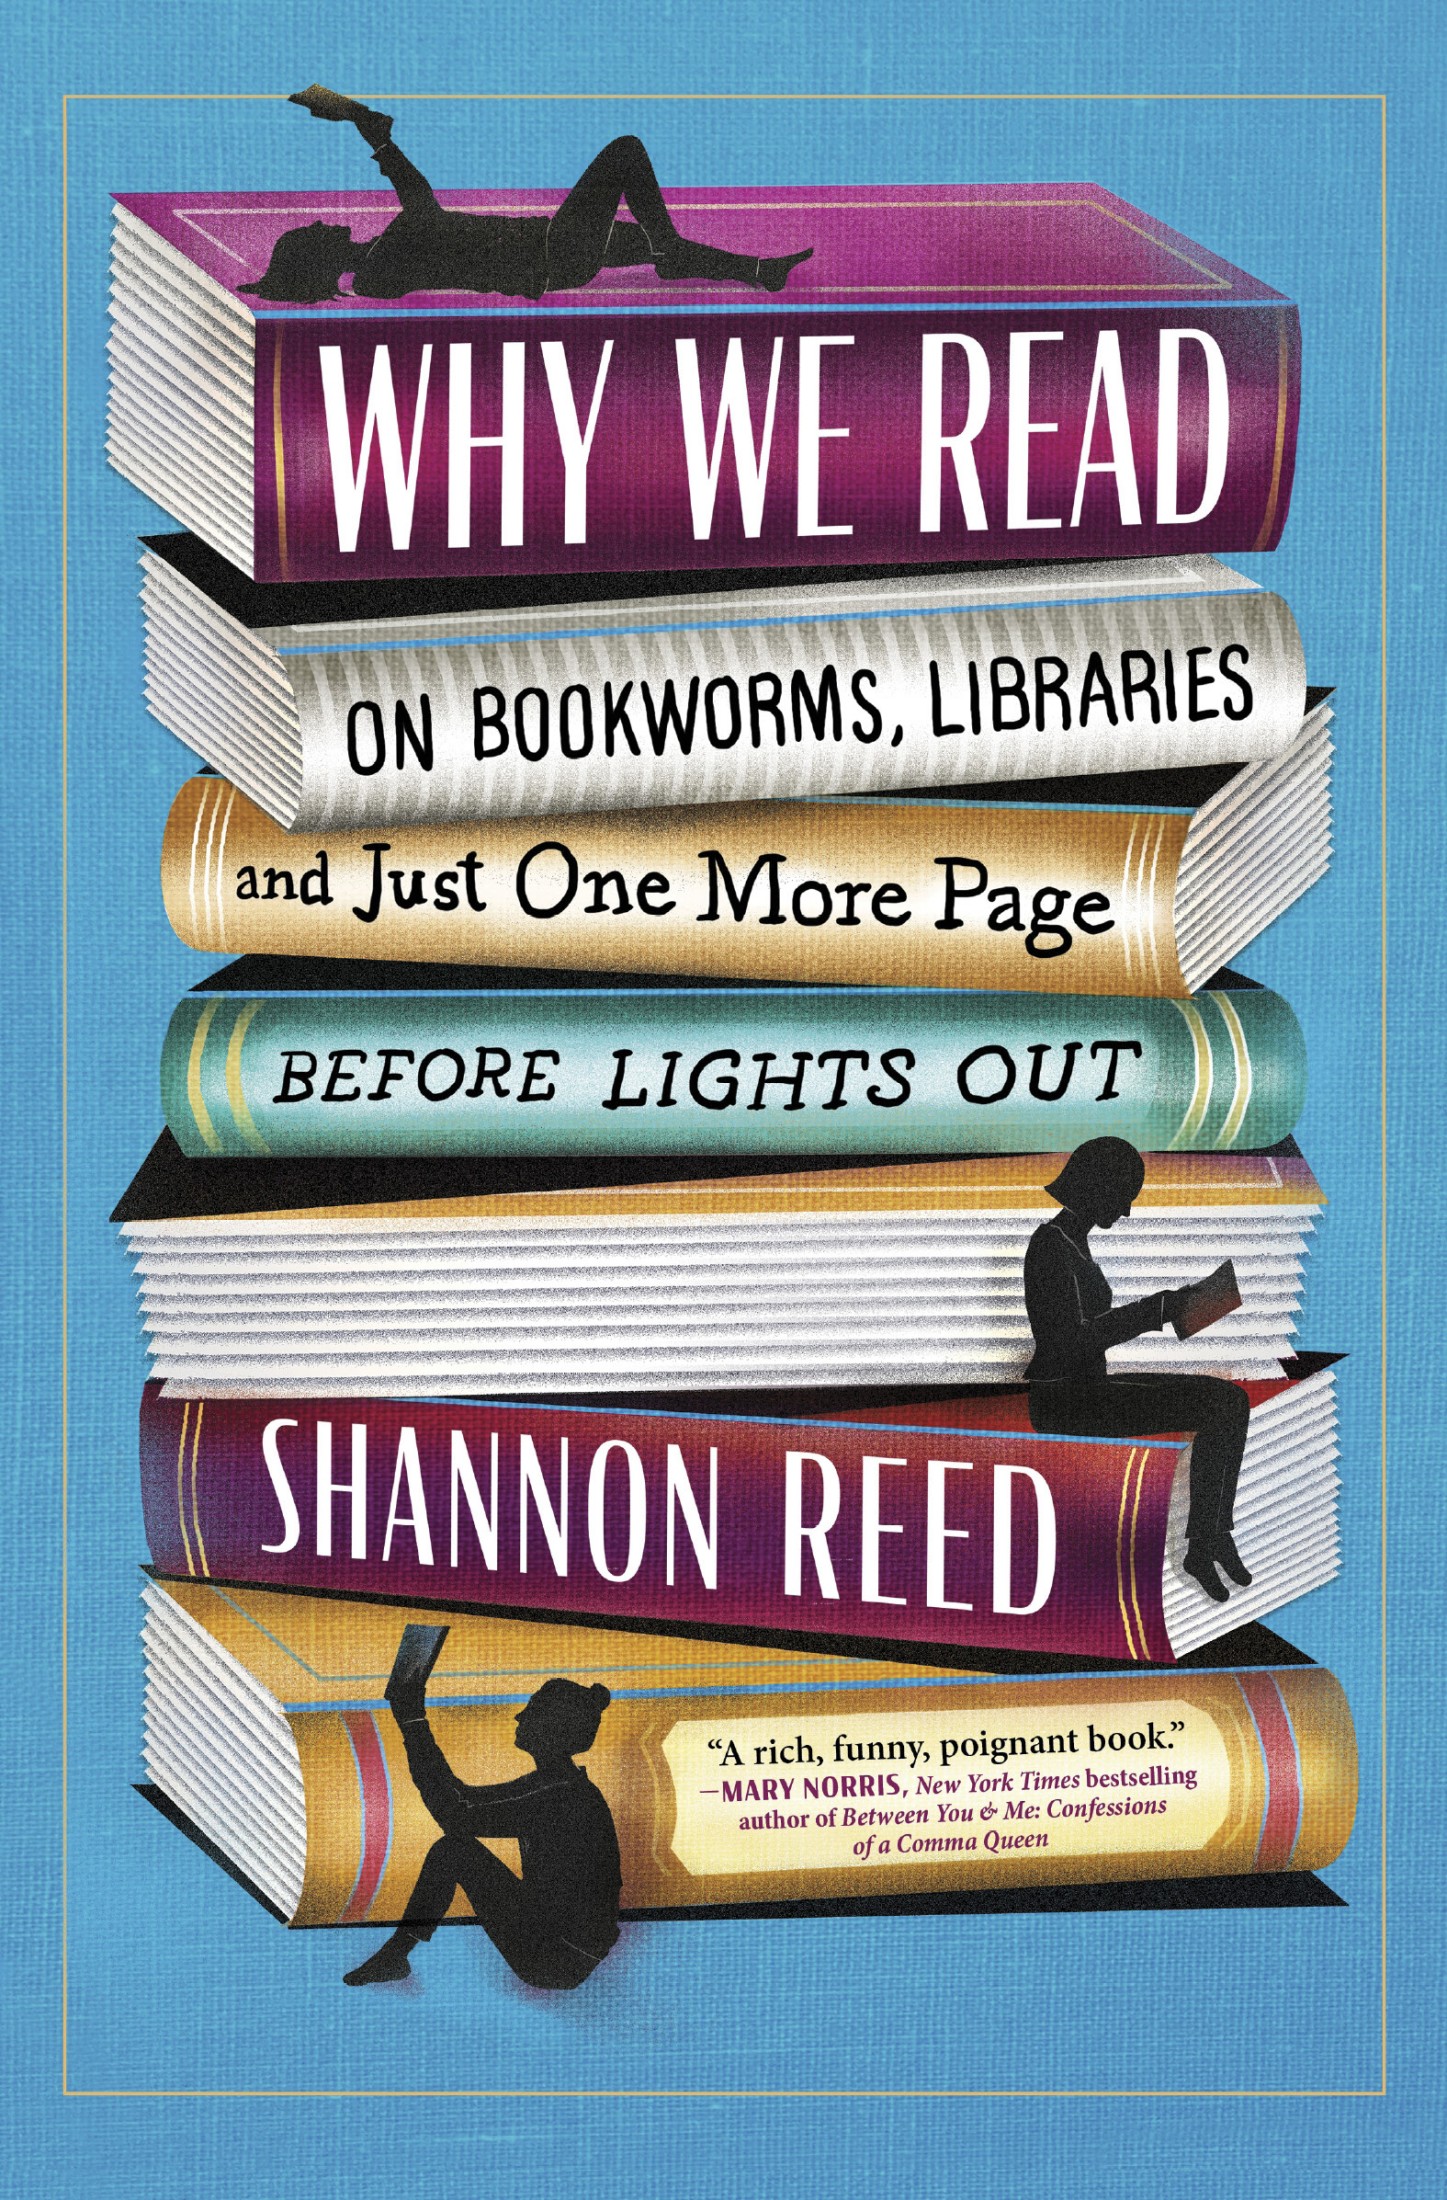 WHY WE READ
ON BOOKWORMS, LIBRARIES
and Just One More Page
BEFORE LIGHTS OUT
SHANNON REED
“A rich, funny, poignant book.”
—MARY NORRIS, New York Times bestselling
author of Between You & Me: Confessions
of a Comma Queen